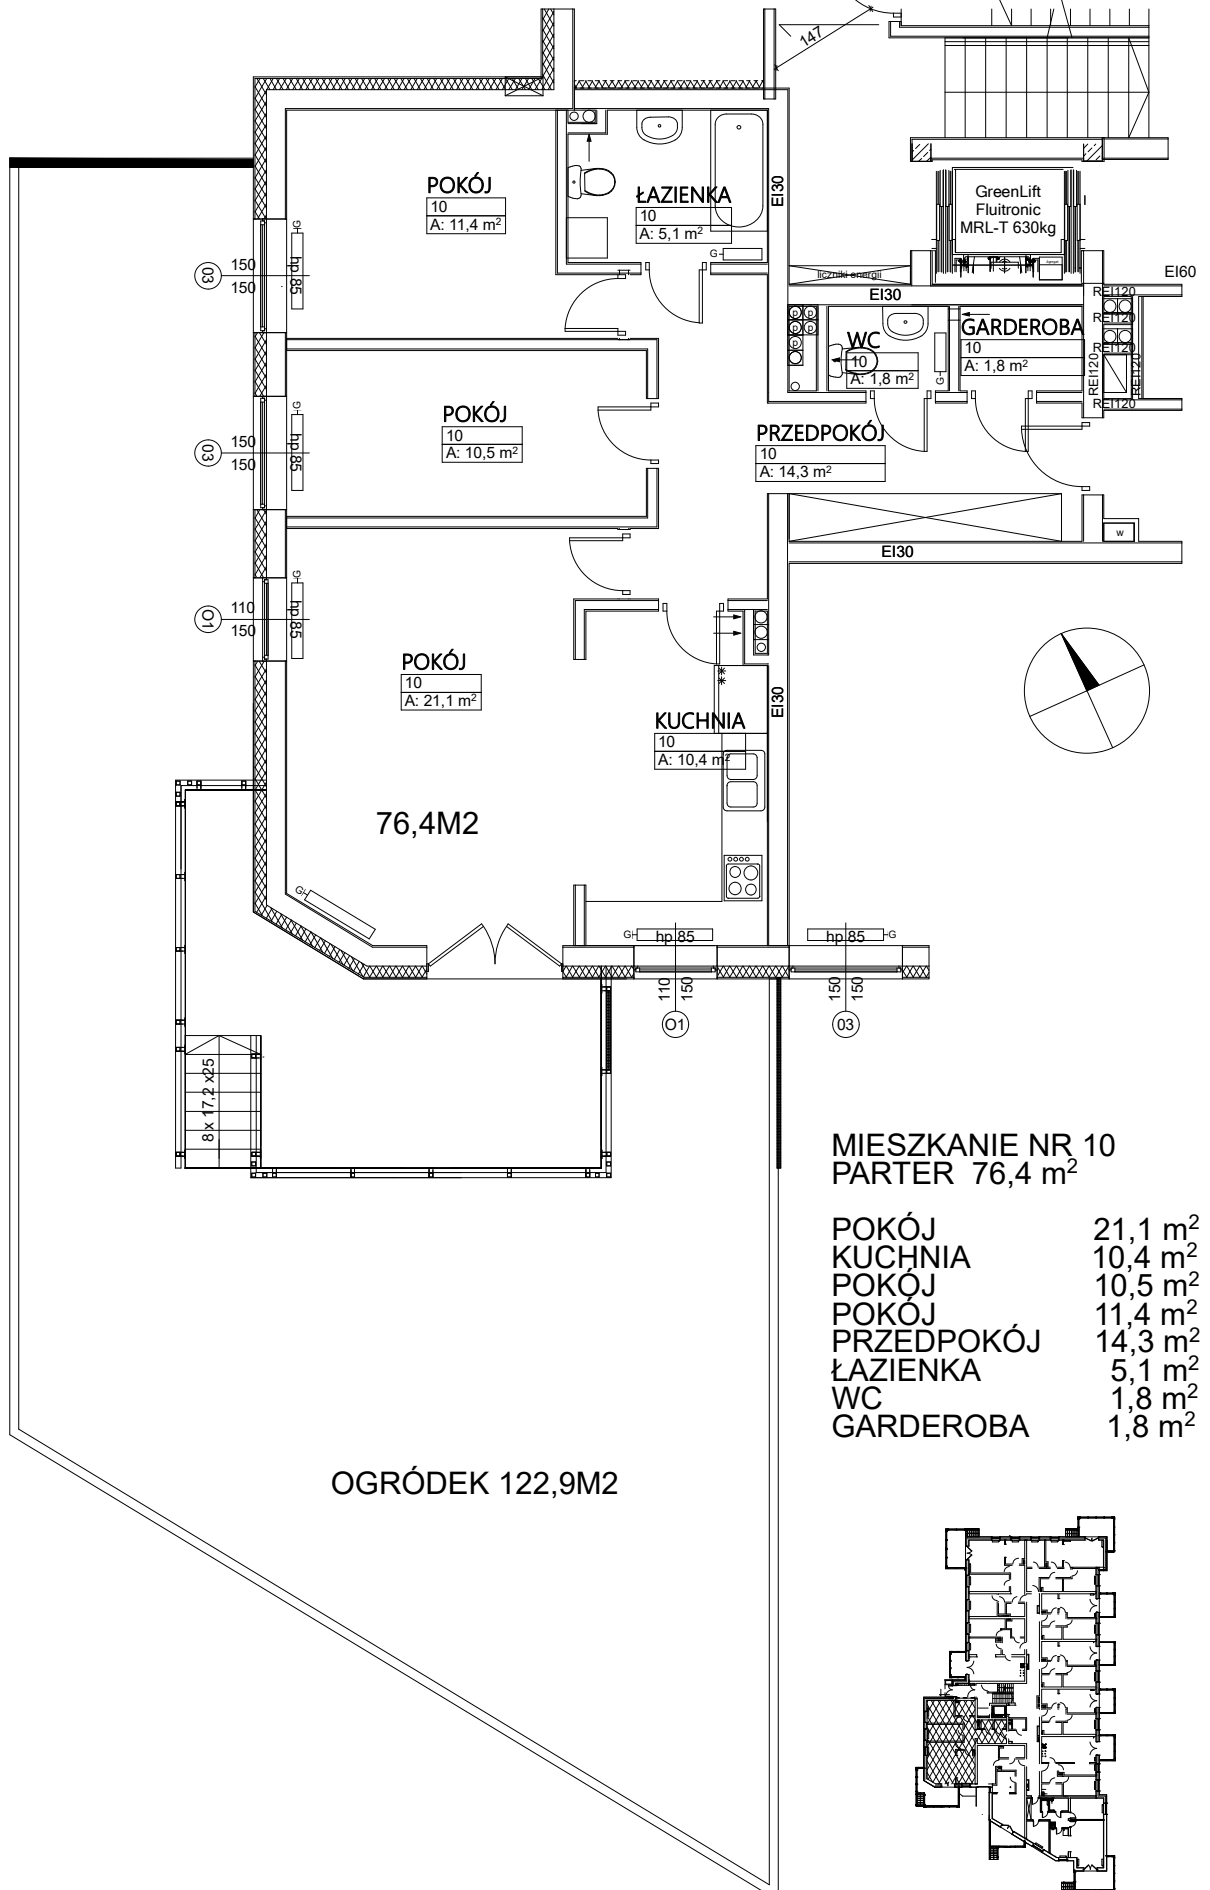 147
POKÓJ
10
A: 11,4 m²
ŁAZIENKA
10
A: 5,1 m²
G
EI30
GreenLift
Fluitronic
MRL-T 630kg
EI60
liczniki energii
EI30
REI120
REI120
REI120
REI120
REI120
REI120
03
150
150
G
hp 85
p
p
p
p
p
WC
10
A: 1,8 m²
G
GARDEROBA
10
A: 1,8 m²
03
150
150
G
hp 85
POKÓJ
10
A: 10,5 m²
PRZEDPOKÓJ
10
A: 14,3 m²
w
EI30
O1
110
150
G
hp 85
POKÓJ
10
A: 21,1 m²
EI30
KUCHNIA
10
A: 10,4 m²
76,4M2
G
G
hp 85
hp 85
G
110
150
O1
150
150
03
8 x 17,2 x25
MIESZKANIE NR 10
PARTER 76,4 m²
POKÓJ 21,1 m²
KUCHNIA 10,4 m²
POKÓJ 10,5 m²
POKÓJ 11,4 m²
PRZEDPOKÓJ 14,3 m²
ŁAZIENKA 5,1 m²
WC 1,8 m²
GARDEROBA 1,8 m²
OGRÓDEK 122,9M2